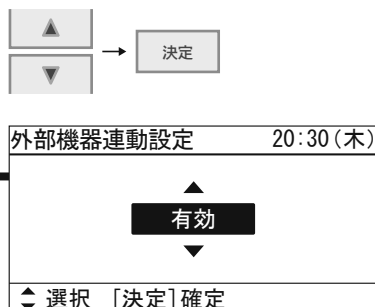 ▲
→ 決定
▼
外部機器連動設定 20:30(木)
▲
有効
▼
選択 [決定]確定